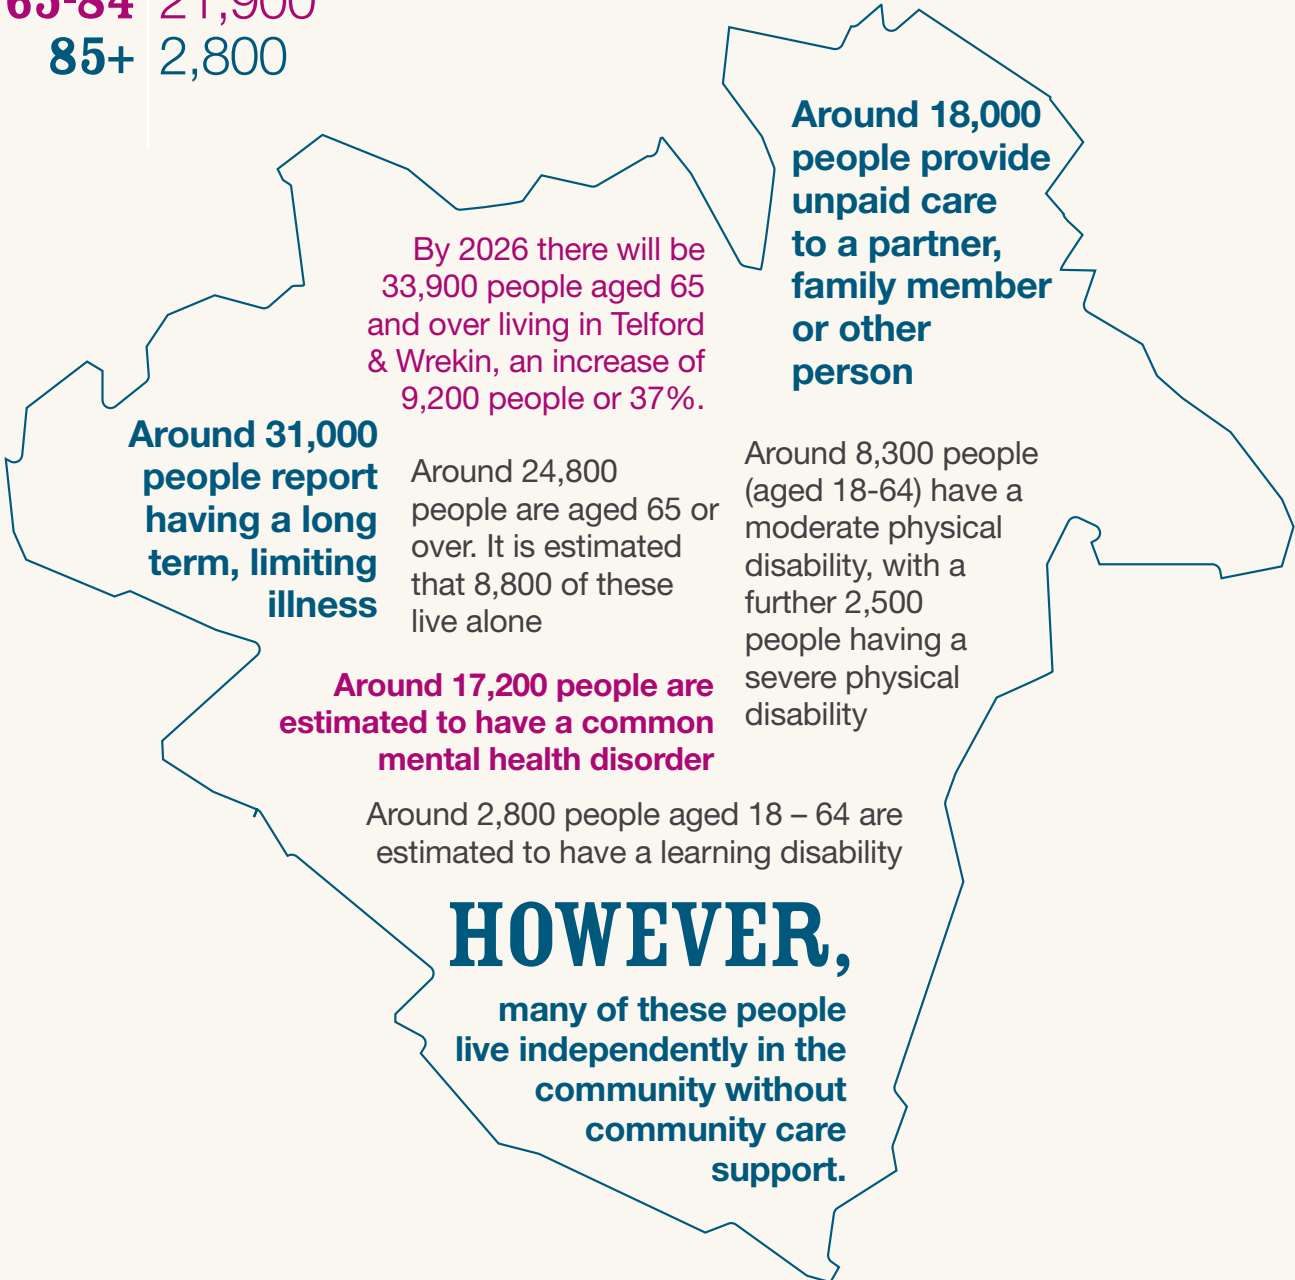 65-84 21,900
85+ 2,800
Around 18,000
people provide
unpaid care
to a partner,
family member
or other
person
By 2026 there will be
33,900 people aged 65
and over living in Telford
& Wrekin, an increase of
9,200 people or 37%.
Around 31,000
people report
having a long
term, limiting
illness
Around 24,800
people are aged 65 or
over. It is estimated
that 8,800 of these
live alone
Around 8,300 people
(aged 18-64) have a
moderate physical
disability, with a
further 2,500
people having a
severe physical
disability
Around 17,200 people are
estimated to have a common
mental health disorder
Around 2,800 people aged 18 – 64 are
estimated to have a learning disability
HOWEVER,
many of these people
live independently in the
community without
community care
support.